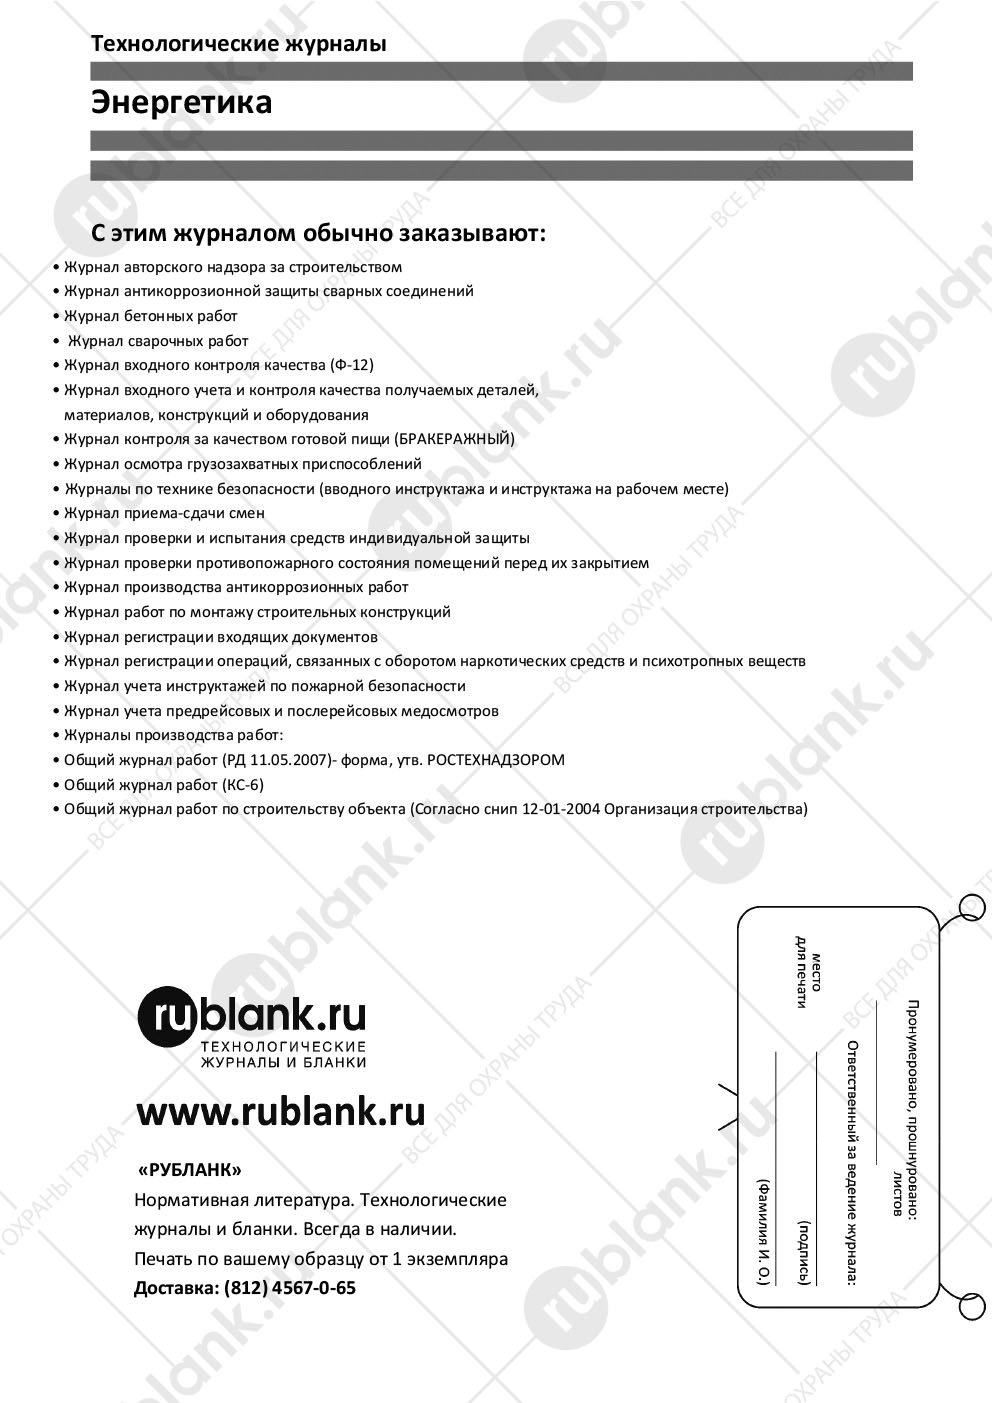 Технологические журналы
Энергетика
С этим журналом обычно заказывают:
• Журнал авторского надзора за строительством
• Журнал антикоррозионной защиты сварных соединений
• Журнал бетонных работ
• Журнал сварочных работ
• Журнал входного контроля качества (Ф-12)
• Журнал входного учета и контроля качества получаемых деталей,
материалов, конструкций и оборудования
• Журнал контроля за качеством готовой пищи (БРАКЕРАЖНЫЙ)
• Журнал осмотра грузозахватных приспособлений
• Журналы по технике безопасности (вводного инструктажа и инструктажа на рабочем месте)
• Журнал приема-сдачи смен
• Журнал проверки и испытания средств индивидуальной защиты
• Журнал проверки противопожарного состояния помещений перед их закрытием
• Журнал производства антикоррозионных работ
• Журнал работ по монтажу строительных конструкций
• Журнал регистрации входящих документов
• Журнал регистрации операций, связанных с оборотом наркотических средств и психотропных веществ
• Журнал учета инструктажей по пожарной безопасности
• Журнал учета предрейсовых и послерейсовых медосмотров
• Журналы производства работ:
• Общий журнал работ (РД 11.05.2007)- форма, утв. РОСТЕХНАДЗОРОМ
• Общий журнал работ (КС-6)
• Общий журнал работ по строительству объекта (Согласно снип 12-01-2004 Организация строительства)
rublank.ru
ТЕХНОЛОГИЧЕСКИЕ
ЖУРНАЛЫ И БЛАНКИ
www.rublank.ru
«РУБЛАНК»
Нормативная литература. Технологические
журналы и бланки. Всегда в наличии.
Печать по вашему образцу от 1 экземпляра
Доставка: (812) 4567-0-65
Пронумеровано, прошнуровано:
листов
Ответственный за ведение журнала:
место
для печати
(подпись)
(Фамилия И. О.)
rublank.ru
ВСЕ ДЛЯ ОХРАНЫ ТРУДА